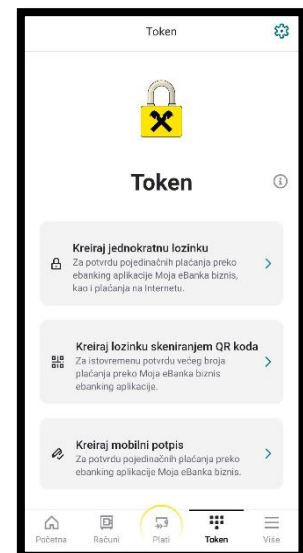 Token
Token
Kreiraj jednokratnu lozinku
Za potvrdu pojedinačnih plaćanja preko
ebanking aplikacije Moja eBanka biznis,
kao i plaćanja na Internetu.
Kreiraj lozinku skeniranjem QR koda
Za istovremenu potvrdu većeg broja
plaćanja preko Moja eBanka biznis
ebanking aplikacije.
Kreiraj mobilni potpis
Za potvrdu pojedinačnih plaćanja preko
ebanking aplikacije Moja eBanka biznis.
Početna Računi Plati Token Više